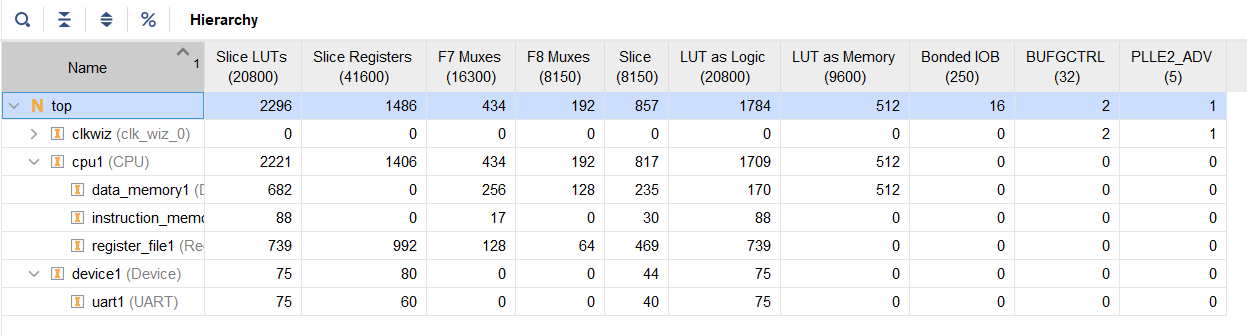 Hierarchy
Name 1 Slice LUTs (20800) Slice Registers (41600) F7 Muxes (16300) F8 Muxes (8150) Slice (8150) LUT as Logic (20800) LUT as Memory (9600) Bonded IOB (250) BUFGCTRL (32) PLLE2_ADV (5)
N top 2296 1486 434 192 857 1784 512 16 2 1
clkwiz (clk_wiz_0) 0 0 0 0 0 0 0 0 2 1
cpu1 (CPU) 2221 1406 434 192 817 1709 512 0 0 0
data_memory1 (D 682 0 256 128 235 170 512 0 0 0
instruction_memo 88 0 17 0 30 88 0 0 0 0
register_file1 (Re 739 992 128 64 469 739 0 0 0 0
device1 (Device) 75 80 0 0 44 75 0 0 0 0
uart1 (UART) 75 60 0 0 40 75 0 0 0 0